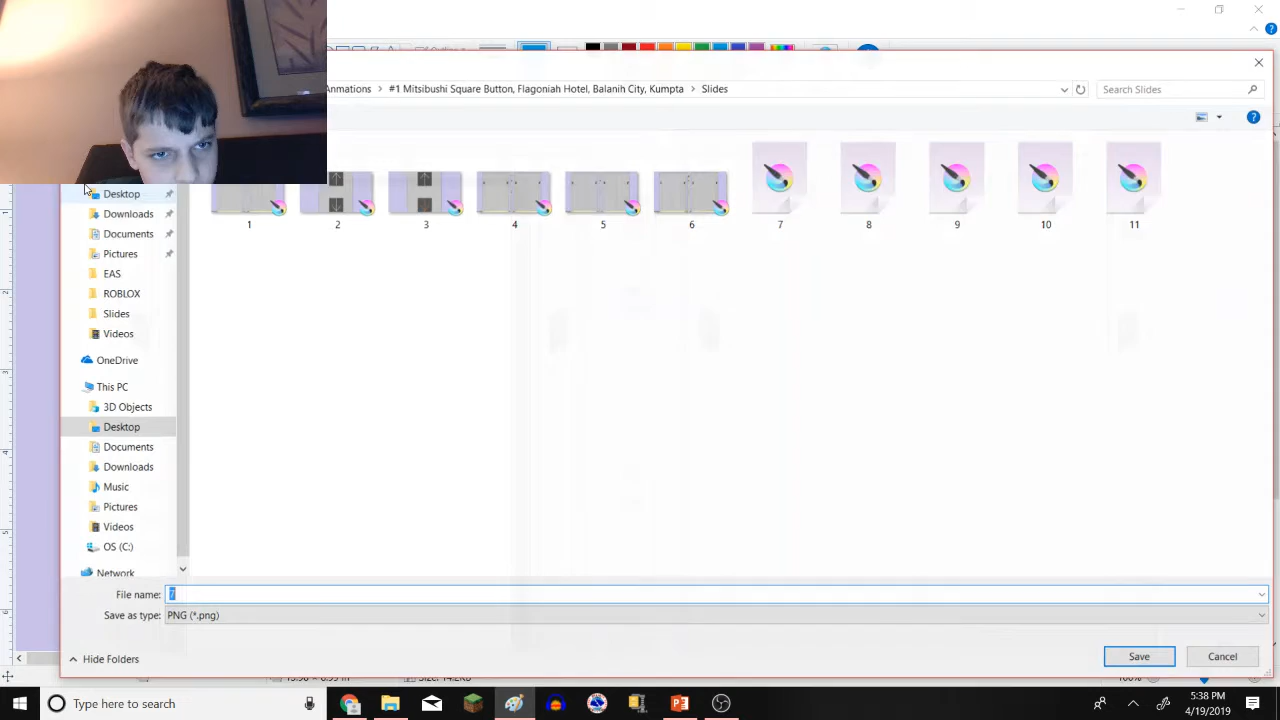 Anmations > #1 Mitsibushi Square Button, Flagoniah Hotel, Balanih City, Kumpta > Slides
Search Slides
Desktop
Downloads
Documents
Pictures
EAS
ROBLOX
Slides
Videos
OneDrive
This PC
3D Objects
Desktop
Documents
Downloads
Music
Pictures
Videos
OS (C:)
Network
1 2 3 4 5 6 7 8 9 10 11
File name: 7
Save as type: PNG (*.png)
Hide Folders
Save
Cancel
100%
Type here to search
5:38 PM
4/19/2019